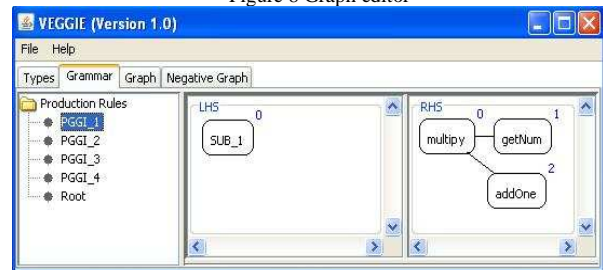 Figure 8 Graph editor
VEGGIE (Version 1.0)
File Help
Types Grammar Graph Negative Graph
Production Rules
PGGI_1
PGGI_2
PGGI_3
PGGI_4
Root
LHS
0
SUB_1
RHS
0 1
multipy getNum
2
addOne